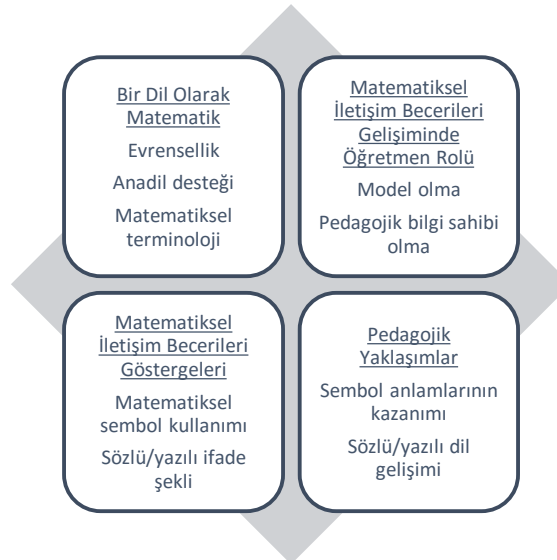 Bir Dil Olarak
Matematik
Evrensellik
Anadil desteği
Matematiksel
terminoloji
Matematiksel
İletişim Becerileri
Gelişiminde
Öğretmen Rolü
Model olma
Pedagojik bilgi sahibi
olma
Matematiksel
İletişim Becerileri
Göstergeleri
Matematiksel
sembol kullanımı
Sözlü/yazılı ifade
şekli
Pedagojik
Yaklaşımlar
Sembol anlamlarının
kazanımı
Sözlü/yazılı dil
gelişimi